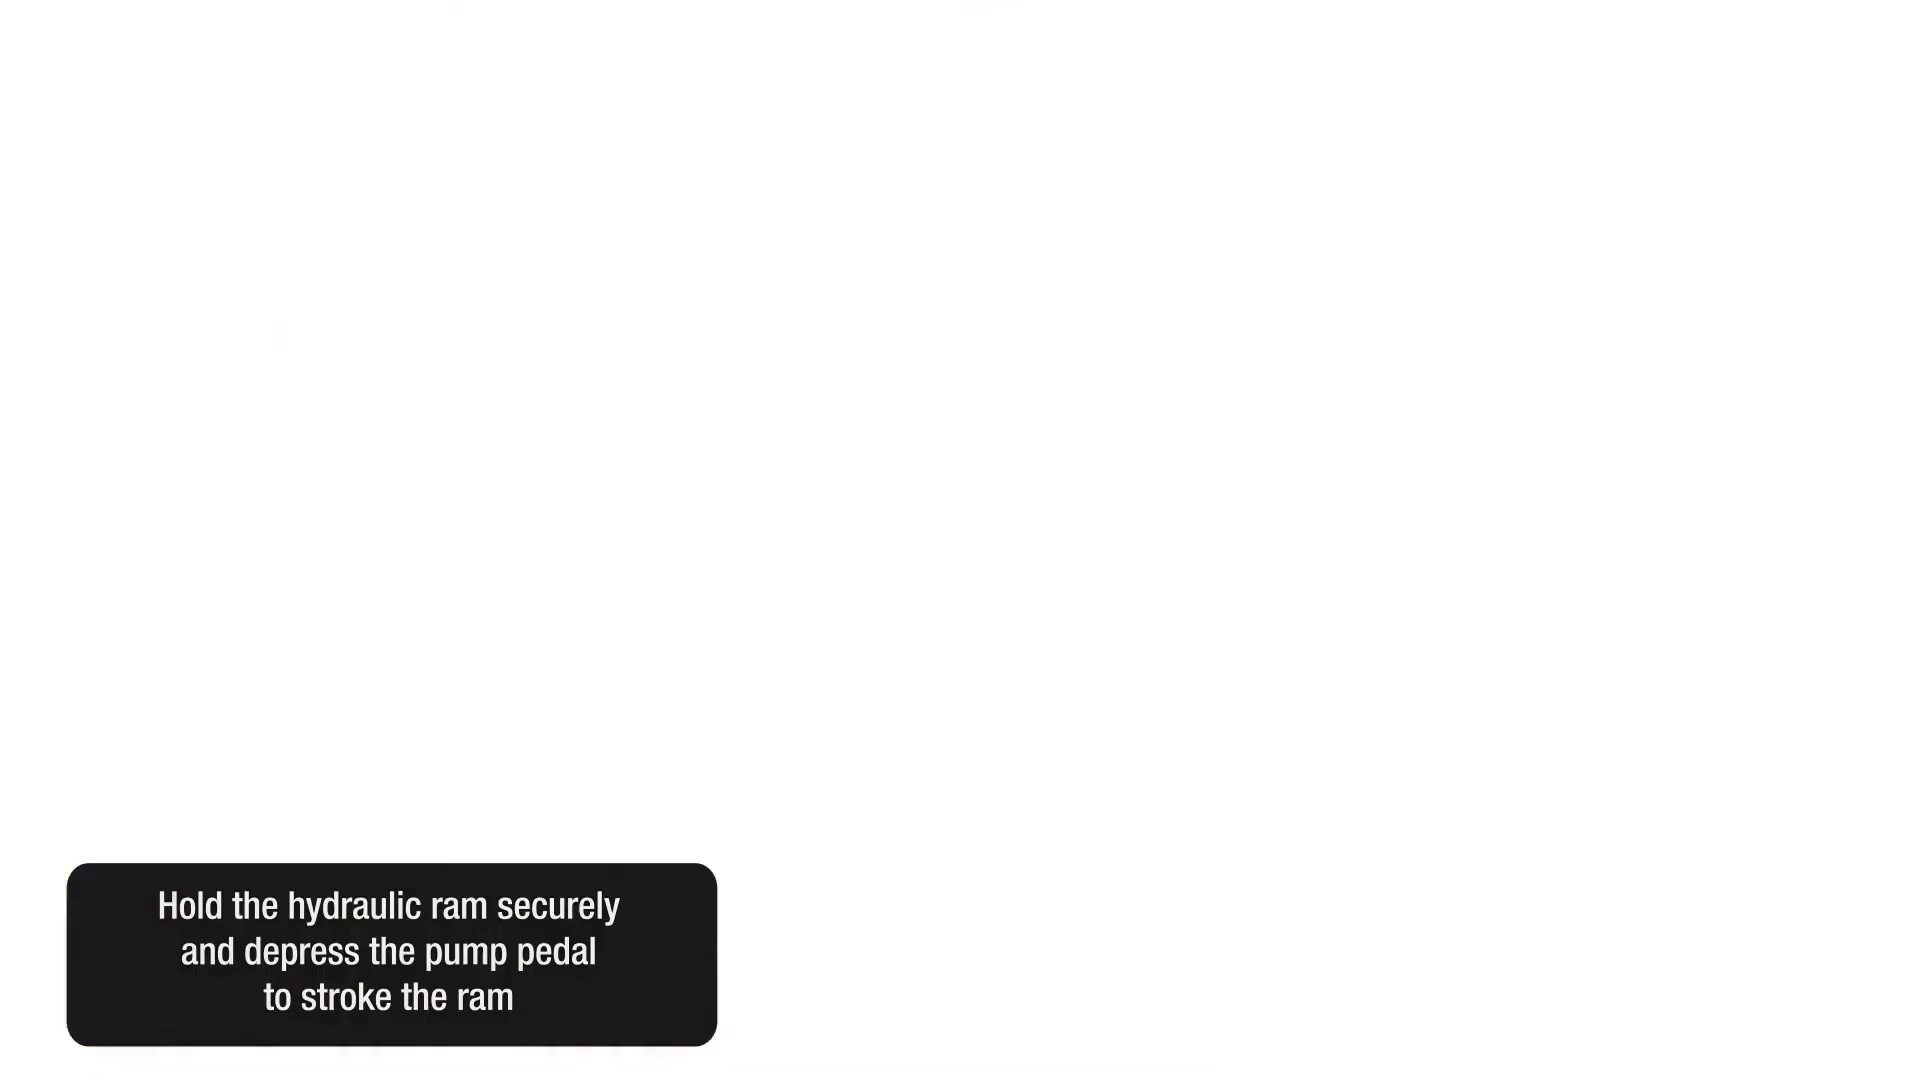 Hold the hydraulic ram securely
and depress the pump pedal
to stroke the ram